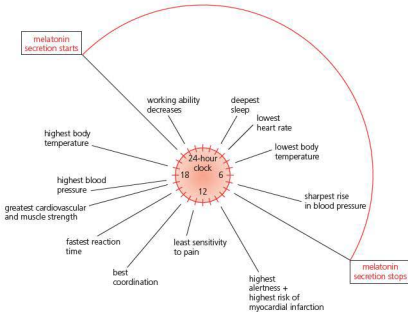 melatonin
secretion starts
working ability
decreases
deepest
sleep
lowest
heart rate
highest body
temperature
24-hour
clock
lowest body
temperature
18
6
12
highest blood
pressure
sharpest rise
in blood pressure
greatest cardiovascular
and muscle strength
fastest reaction
time
least sensitivity
to pain
best
coordination
highest
alertness +
highest risk of
myocardial infarction
melatonin
secretion stops